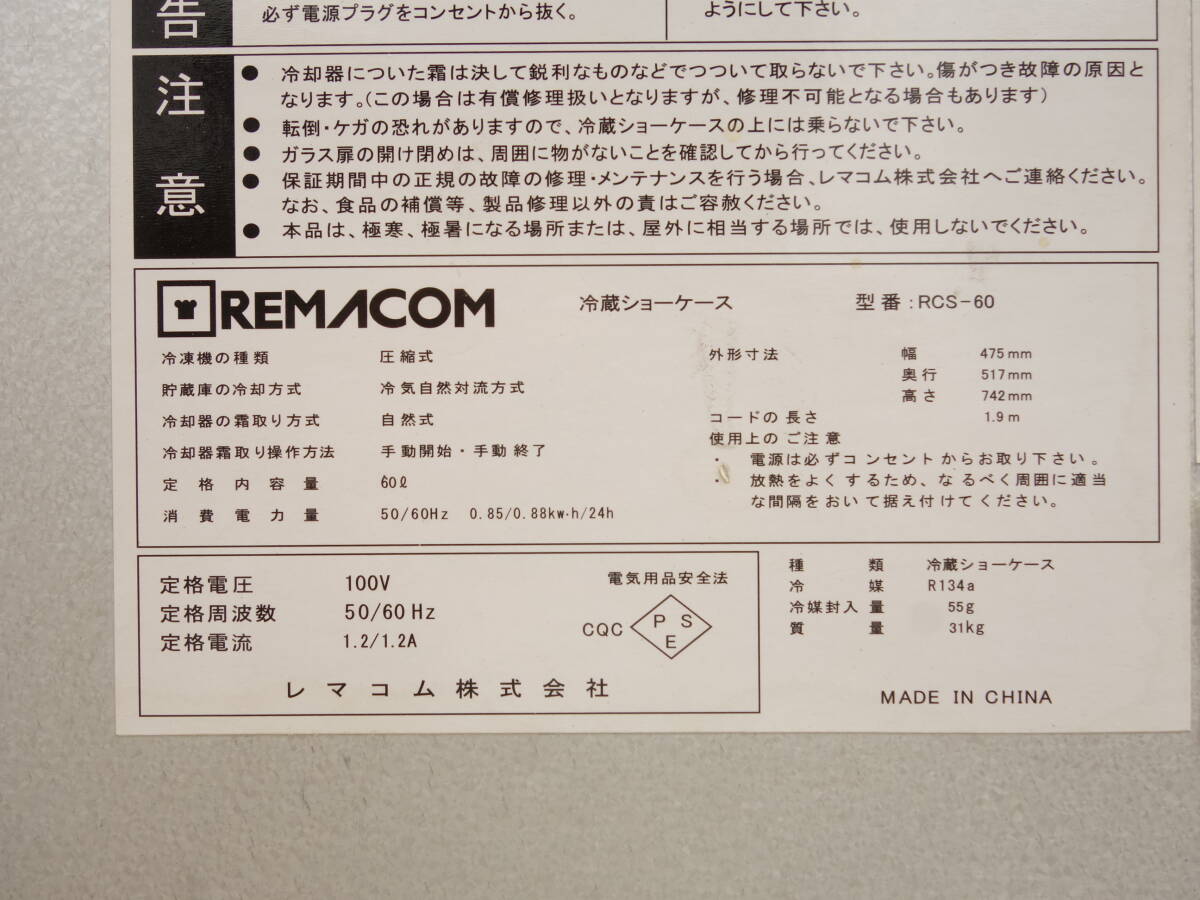 告
必ず電源プラグをコンセントから抜く。
ようにして下さい。
注意
● 冷却器についた霜は決して鋭利なものなどでつついて取らないで下さい。傷がつき故障の原因と
なります。(この場合は有償修理扱いとなりますが、修理不可能となる場合もあります)
● 転倒・ケガの恐れがありますので、冷蔵ショーケースの上には乗らないで下さい。
● ガラス扉の開け閉めは、周囲に物がないことを確認してから行ってください。
● 保証期間中の正規の故障の修理・メンテナンスを行う場合、レマコム株式会社へご連絡ください。
なお、食品の補償等、製品修理以外の責はご容赦ください。
● 本品は、極寒、極暑になる場所または、屋外に相当する場所では、使用しないでください。
REMACOM 冷蔵ショーケース 型番:RCS-60
冷凍機の種類 圧縮式
貯蔵庫の冷却方式 冷気自然対流方式
冷却器の霜取り方式 自然式
冷却器霜取り操作方法 手動開始・手動終了
定格内容量 60ℓ
消費電力量 50/60Hz 0.85/0.88kw·h/24h
外形寸法 幅 475mm
奥行 517mm
高さ 742mm
コードの長さ 1.9m
使用上のご注意
・ 電源は必ずコンセントからお取り下さい。
・ 放熱をよくするため、なるべく周囲に適当
な間隔をおいて据え付けてください。
定格電圧 100V
定格周波数 50/60Hz
定格電流 1.2/1.2A
電気用品安全法
CQC PSE
レマコム株式会社
種類 冷蔵ショーケース
冷媒 R134a
冷媒封入量 55g
質量 31kg
MADE IN CHINA